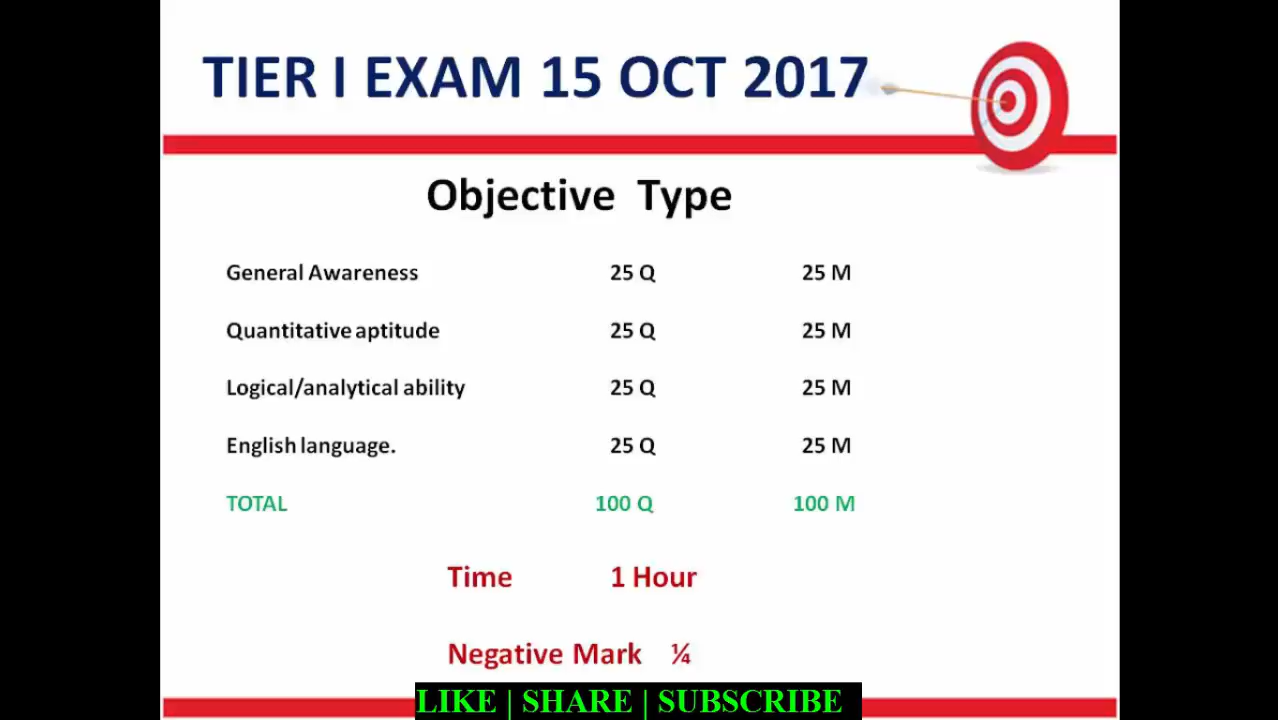 TIER I EXAM 15 OCT 2017
Objective Type
General Awareness 25 Q 25 M
Quantitative aptitude 25 Q 25 M
Logical/analytical ability 25 Q 25 M
English language. 25 Q 25 M
TOTAL 100 Q 100 M
Time 1 Hour
Negative Mark ¼
LIKE | SHARE | SUBSCRIBE